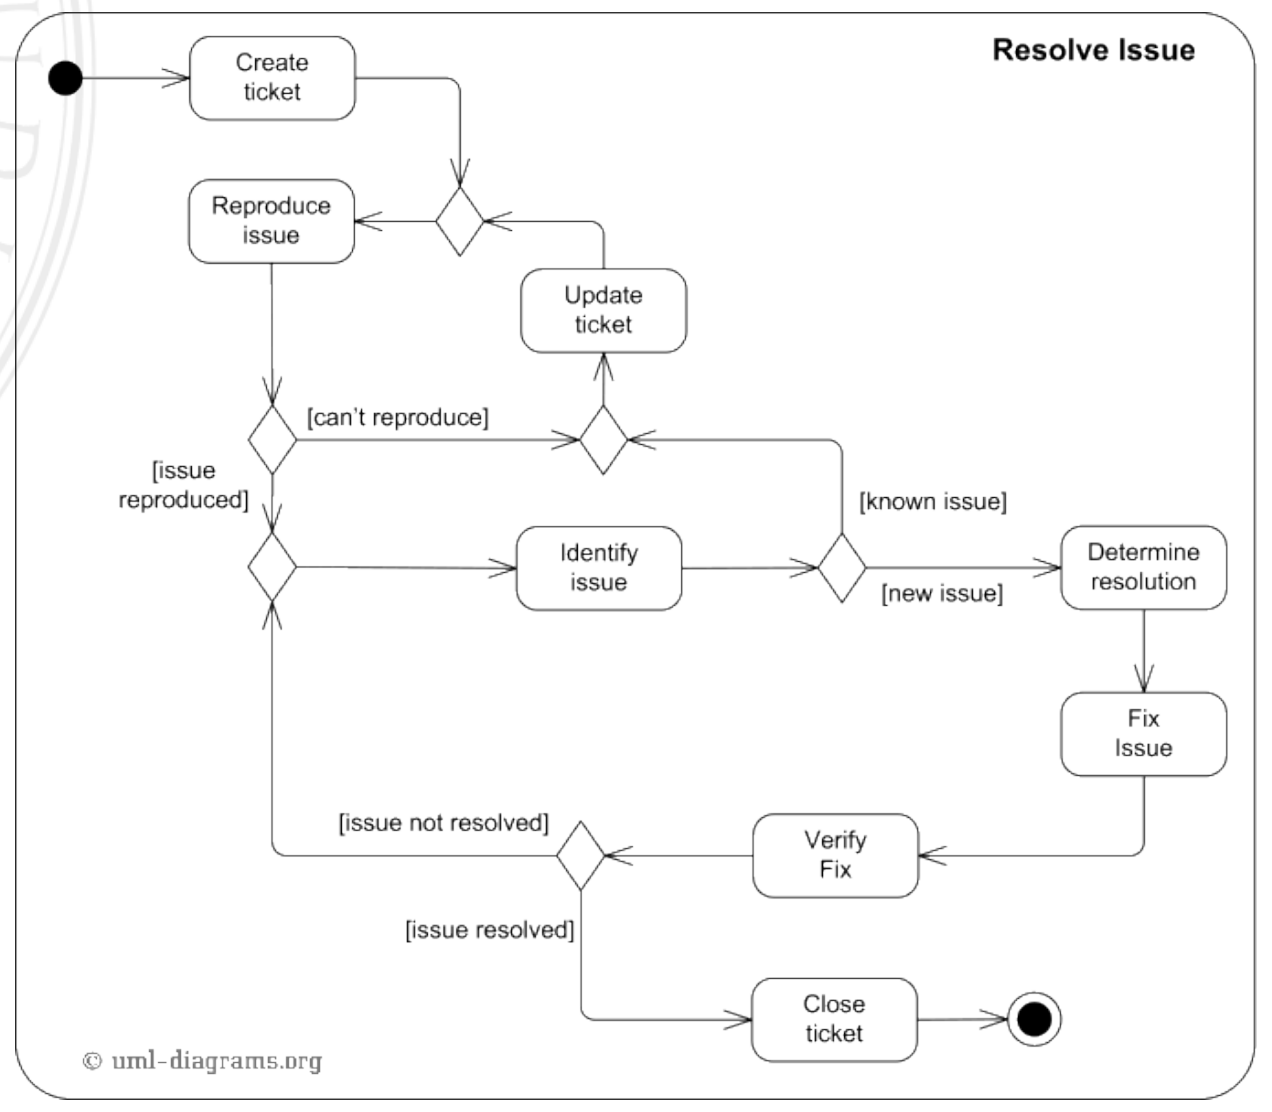 Resolve Issue
Create
ticket
Reproduce
issue
Update
ticket
[can't reproduce]
[issue
reproduced]
[known issue]
Identify
issue
Determine
resolution
[new issue]
Fix
Issue
[issue not resolved]
Verify
Fix
[issue resolved]
Close
ticket
© uml-diagrams.org